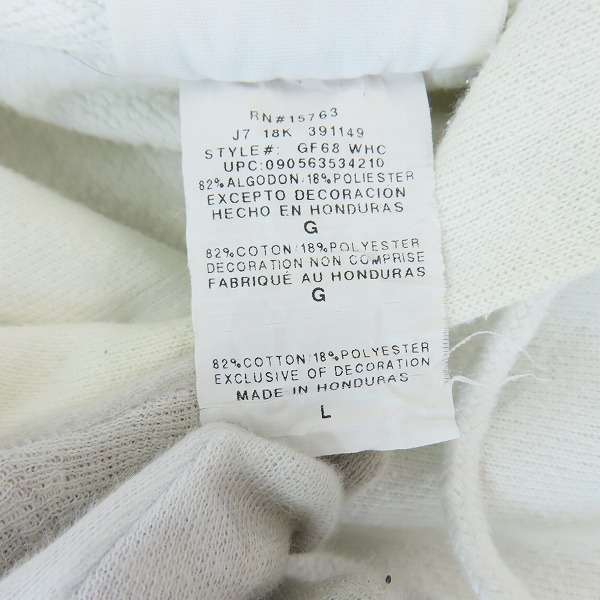 RN#15763
J7 18K 391149
STYLE#: GF68 WHC
UPC:090563534210
82%ALGODON/18%POLIESTER
EXCEPTO DECORACION
HECHO EN HONDURAS
G
82%COTON/18%POLYESTER
DECORATION NON COMPRISE
FABRIQUÉ AU HONDURAS
G
82%COTTON/18%POLYESTER
EXCLUSIVE OF DECORATION
MADE IN HONDURAS
L